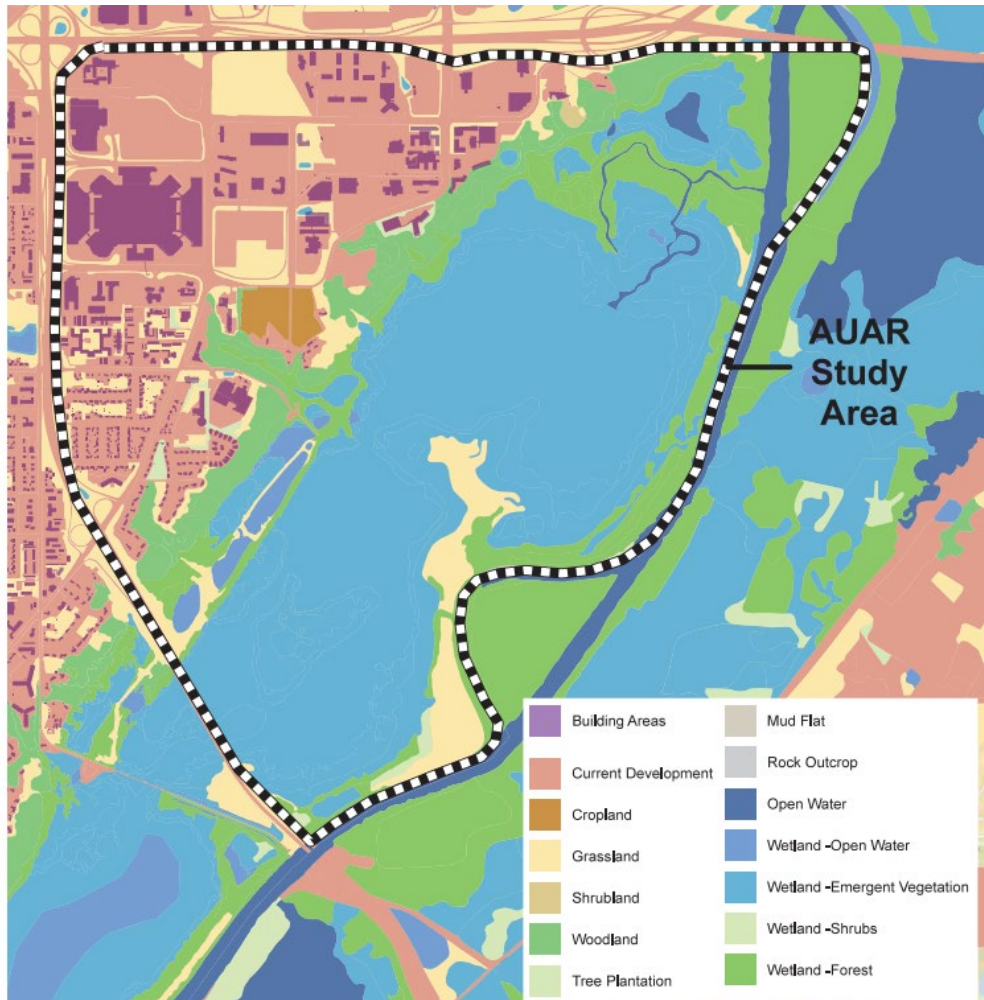 AUAR
Study
Area
Building Areas
Current Development
Cropland
Grassland
Shrubland
Woodland
Tree Plantation
Mud Flat
Rock Outcrop
Open Water
Wetland -Open Water
Wetland -Emergent Vegetation
Wetland -Shrubs
Wetland -Forest